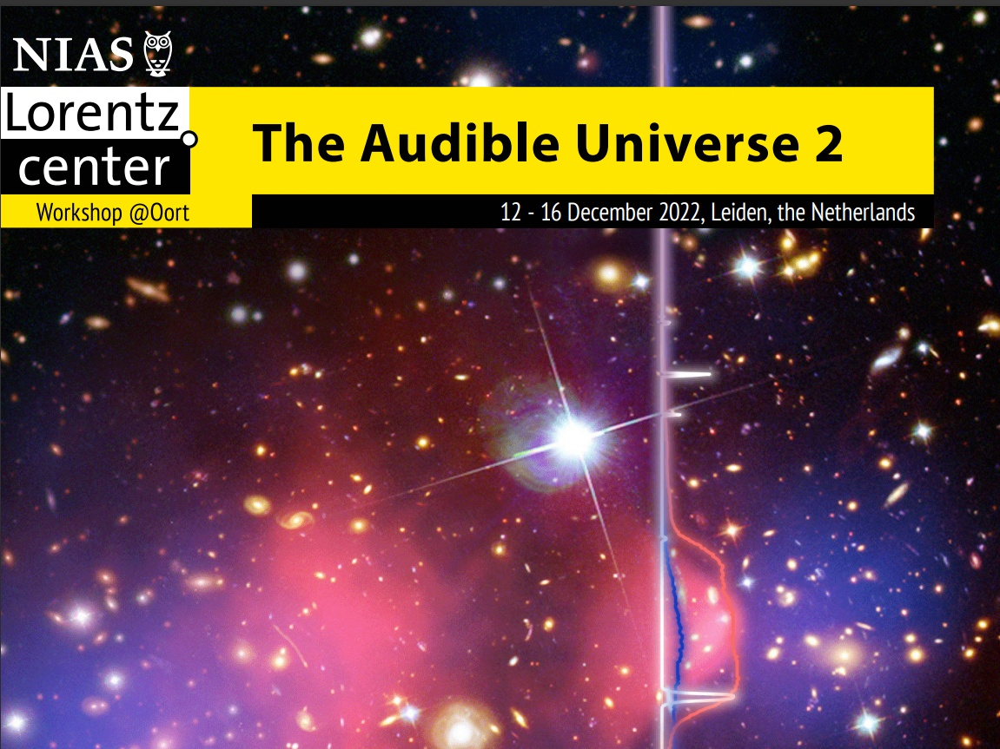 NIAS
Lorentz
center
The Audible Universe 2
Workshop @Oort
12 - 16 December 2022, Leiden, the Netherlands